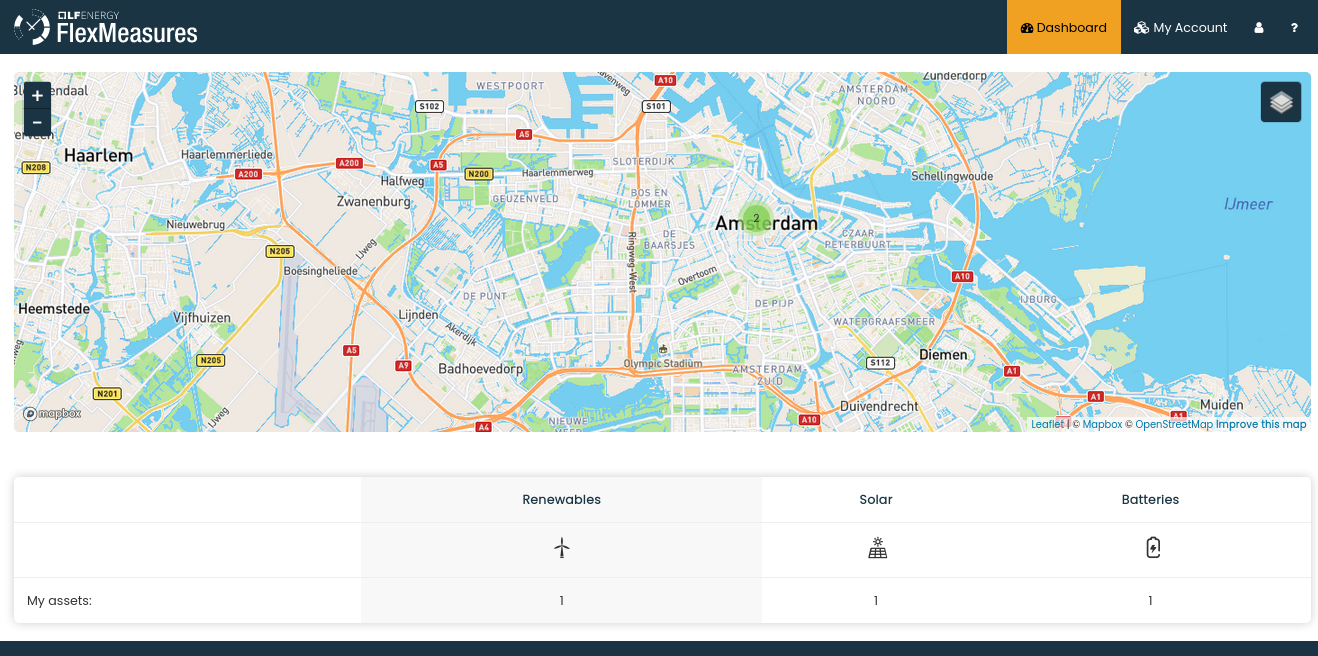 LF ENERGY
FlexMeasures
Dashboard
My Account
?
+
−
WESTPOORT
A10
Zunderdorp
S102
S101
AMSTERDAM-
NOORD
A5
Haarlem
Haarlemmerliede
A200
A200
A5
N200
Haarlemmerweg
SLOTERDIJK
N208
Halfweg
Schellingwoude
Zwanenburg
GEUZENVELD
BOS EN
LOMMER
IJmeer
2
Amsterdam
Nieuwebrug
N205
IJweg
DE
BAARSJES
Ringweg-West
CZAAR
PETERBUURT
Boesingheliede
Overtoom
A10
Heemstede
Vijfhuizen
Lijnden
DE PUNT
DE PIJP
IJBURG
Akerdijk
WATERGRAAFSMEER
N205
A5
A9
Badhoevedorp
Olympic Stadium
AMSTERDAM-
ZUID
S112
Diemen
A1
N201
IJweg
mapbox
A4
NIEUWE
MEER
A10
Duivendrecht
A1
Muiden
A1
Leaflet | © Mapbox © OpenStreetMap Improve this map
Renewables
Solar
Batteries
My assets:
1
1
1